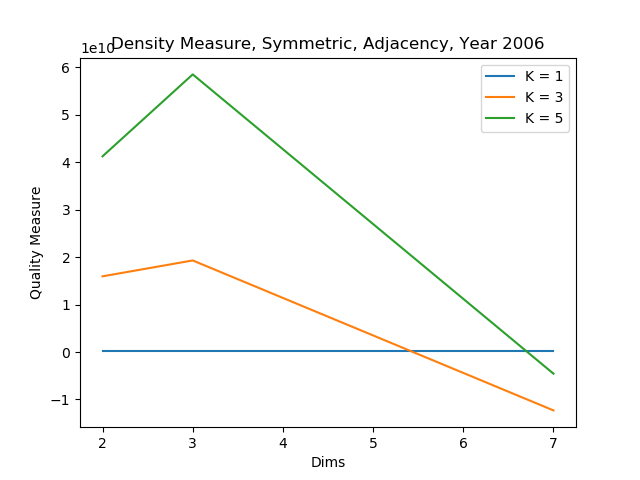 Density Measure, Symmetric, Adjacency, Year 2006
1e10
K = 1
K = 3
K = 5
6
5
4
3
2
1
0
−1
Quality Measure
2 3 4 5 6 7
Dims